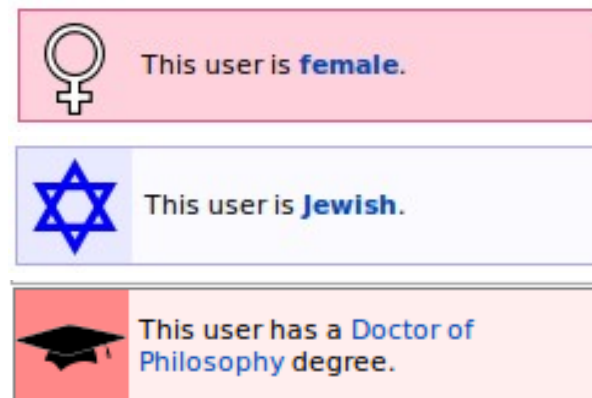 This user is female.
This user is Jewish.
This user has a Doctor of
Philosophy degree.